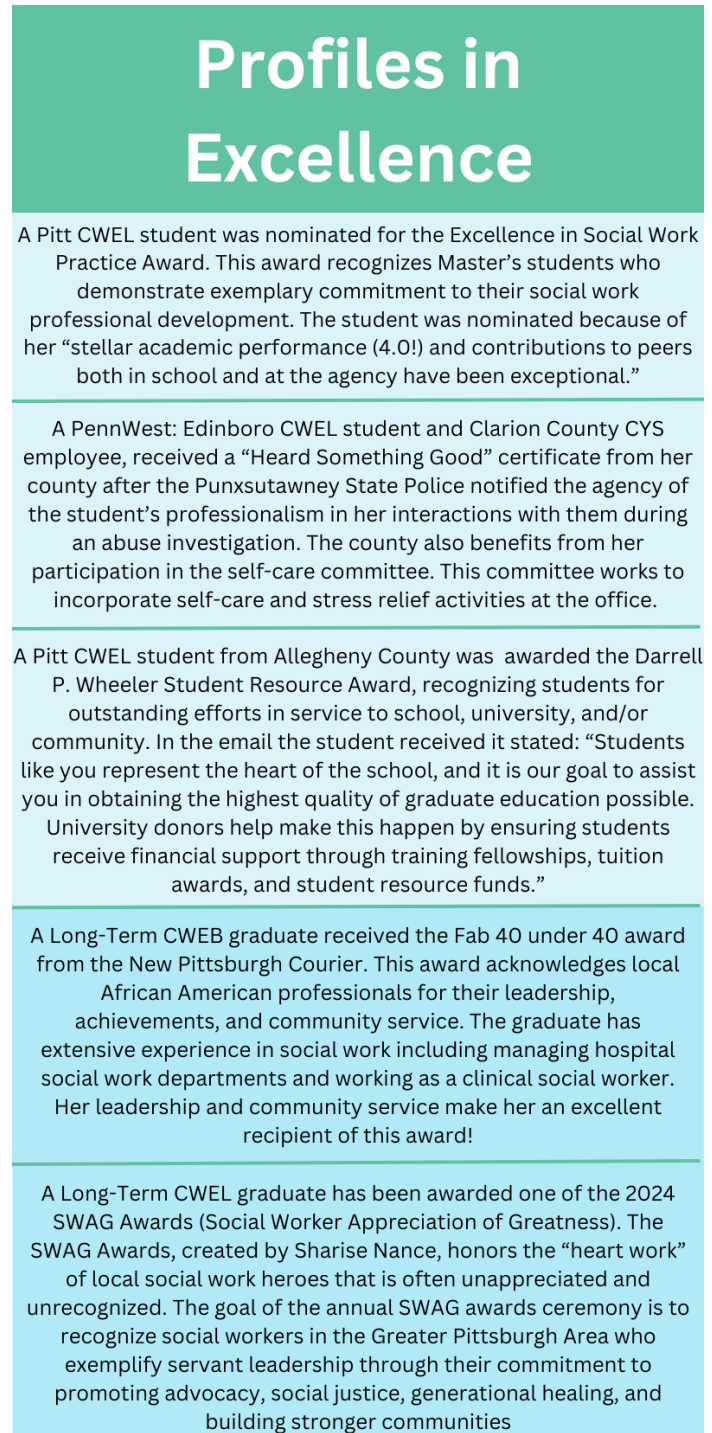 Profiles in
Excellence
A Pitt CWEL student was nominated for the Excellence in Social Work
Practice Award. This award recognizes Master’s students who
demonstrate exemplary commitment to their social work
professional development. The student was nominated because of
her “stellar academic performance (4.0!) and contributions to peers
both in school and at the agency have been exceptional.”
A PennWest: Edinboro CWEL student and Clarion County CYS
employee, received a “Heard Something Good” certificate from her
county after the Punxsutawney State Police notified the agency of
the student’s professionalism in her interactions with them during
an abuse investigation. The county also benefits from her
participation in the self-care committee. This committee works to
incorporate self-care and stress relief activities at the office.
A Pitt CWEL student from Allegheny County was  awarded the Darrell
P. Wheeler Student Resource Award, recognizing students for
outstanding efforts in service to school, university, and/or
community. In the email the student received it stated: “Students
like you represent the heart of the school, and it is our goal to assist
you in obtaining the highest quality of graduate education possible.
University donors help make this happen by ensuring students
receive financial support through training fellowships, tuition
awards, and student resource funds.”
A Long-Term CWEB graduate received the Fab 40 under 40 award
from the New Pittsburgh Courier. This award acknowledges local
African American professionals for their leadership,
achievements, and community service. The graduate has
extensive experience in social work including managing hospital
social work departments and working as a clinical social worker.
Her leadership and community service make her an excellent
recipient of this award!
A Long-Term CWEL graduate has been awarded one of the 2024
SWAG Awards (Social Worker Appreciation of Greatness). The
SWAG Awards, created by Sharise Nance, honors the “heart work”
of local social work heroes that is often unappreciated and
unrecognized. The goal of the annual SWAG awards ceremony is to
recognize social workers in the Greater Pittsburgh Area who
exemplify servant leadership through their commitment to
promoting advocacy, social justice, generational healing, and
building stronger communities